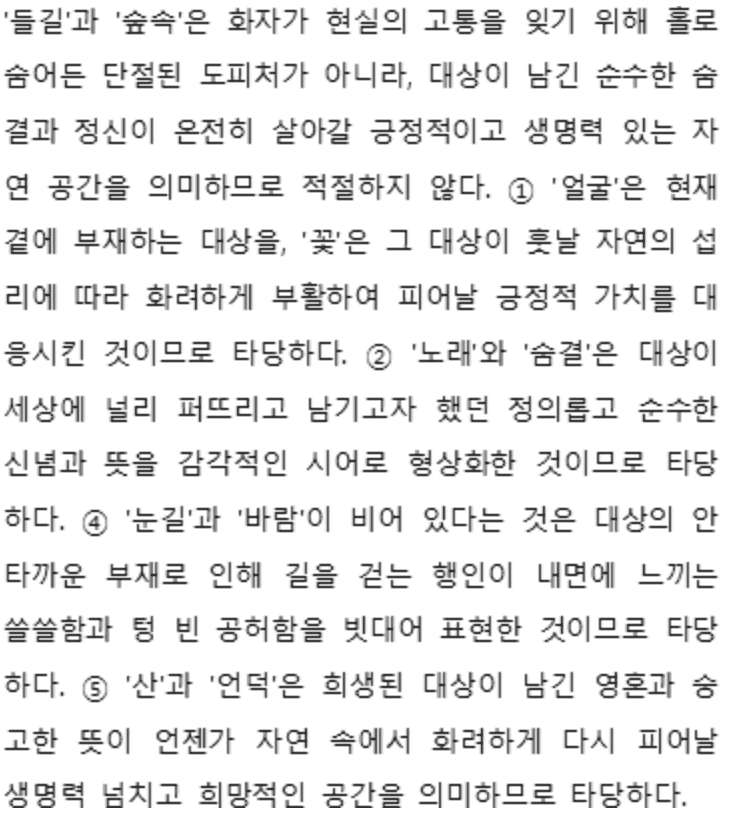 '들길'과 '숲속'은 화자가 현실의 고통을 잊기 위해 홀로
숨어든 단절된 도피처가 아니라, 대상이 남긴 순수한 숨
결과 정신이 온전히 살아갈 긍정적이고 생명력 있는 자
연 공간을 의미하므로 적절하지 않다. ① '얼굴'은 현재
곁에 부재하는 대상을, '꽃'은 그 대상이 훗날 자연의 섭
리에 따라 화려하게 부활하여 피어날 긍정적 가치를 대
응시킨 것이므로 타당하다. ② '노래'와 '숨결'은 대상이
세상에 널리 퍼뜨리고 남기고자 했던 정의롭고 순수한
신념과 뜻을 감각적인 시어로 형상화한 것이므로 타당
하다. ④ '눈길'과 '바람'이 비어 있다는 것은 대상의 안
타까운 부재로 인해 길을 걷는 행인이 내면에 느끼는
쓸쓸함과 텅 빈 공허함을 빗대어 표현한 것이므로 타당
하다. ⑤ '산'과 '언덕'은 희생된 대상이 남긴 영혼과 숭
고한 뜻이 언젠가 자연 속에서 화려하게 다시 피어날
생명력 넘치고 희망적인 공간을 의미하므로 타당하다.